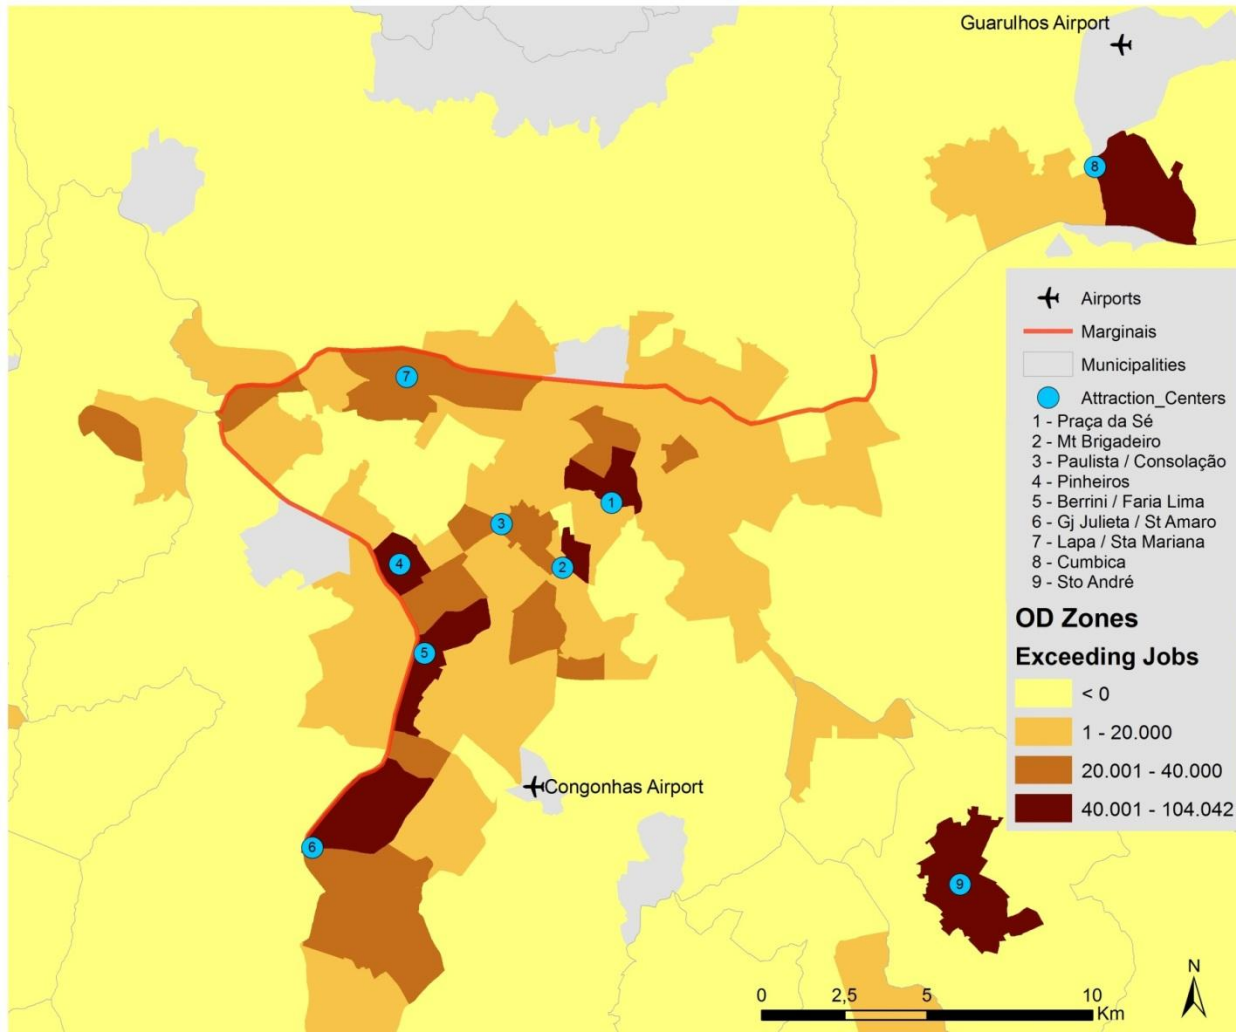 Guarulhos Airport
8
Airports
Marginais
Municipalities
Attraction_Centers
1 - Praça da Sé
2 - Mt Brigadeiro
3 - Paulista / Consolação
4 - Pinheiros
5 - Berrini / Faria Lima
6 - Gj Julieta / St Amaro
7 - Lapa / Sta Mariana
8 - Cumbica
9 - Sto André
OD Zones
Exceeding Jobs
< 0
1 - 20.000
20.001 - 40.000
40.001 - 104.042
7
1
3
2
4
5
Congonhas Airport
6
9
N
0 2,5 5 10
Km